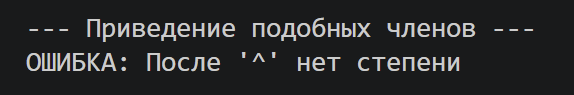 --- Приведение подобных членов ---
ОШИБКА: После '^' нет степени